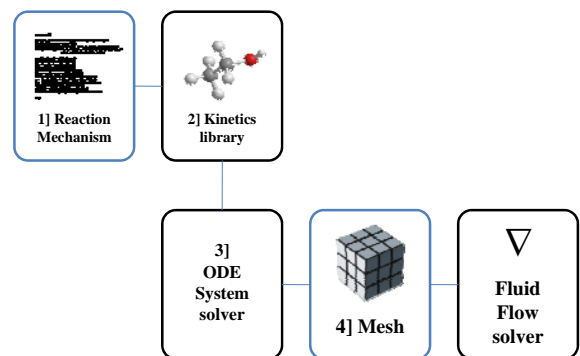 1] Reaction
Mechanism
2] Kinetics
library
3]
ODE
System
solver
4] Mesh
∇
Fluid
Flow
solver